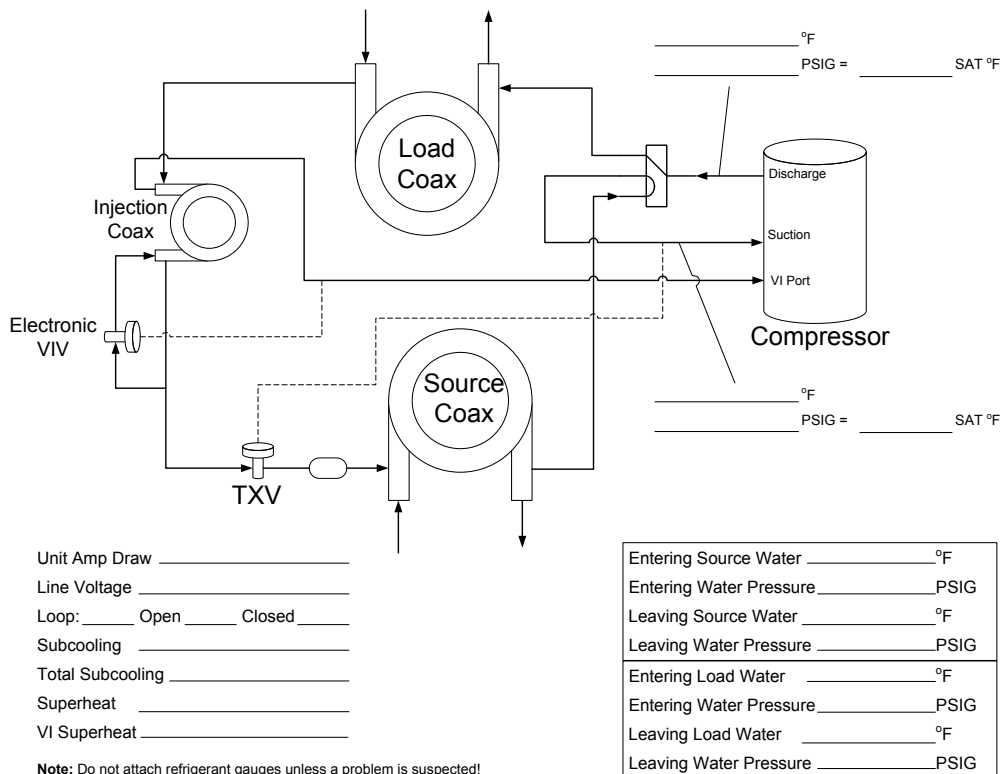 °F
PSIG = SAT °F
Load
Coax
Discharge
Injection
Coax
Suction
VI Port
Electronic
VIV
Compressor
Source
Coax
°F
PSIG = SAT °F
TXV
Unit Amp Draw
Line Voltage
Loop: Open Closed
Subcooling
Total Subcooling
Superheat
VI Superheat
Note: Do not attach refrigerant gauges unless a problem is suspected!
Entering Source Water °F
Entering Water Pressure PSIG
Leaving Source Water °F
Leaving Water Pressure PSIG
Entering Load Water °F
Entering Water Pressure PSIG
Leaving Load Water °F
Leaving Water Pressure PSIG